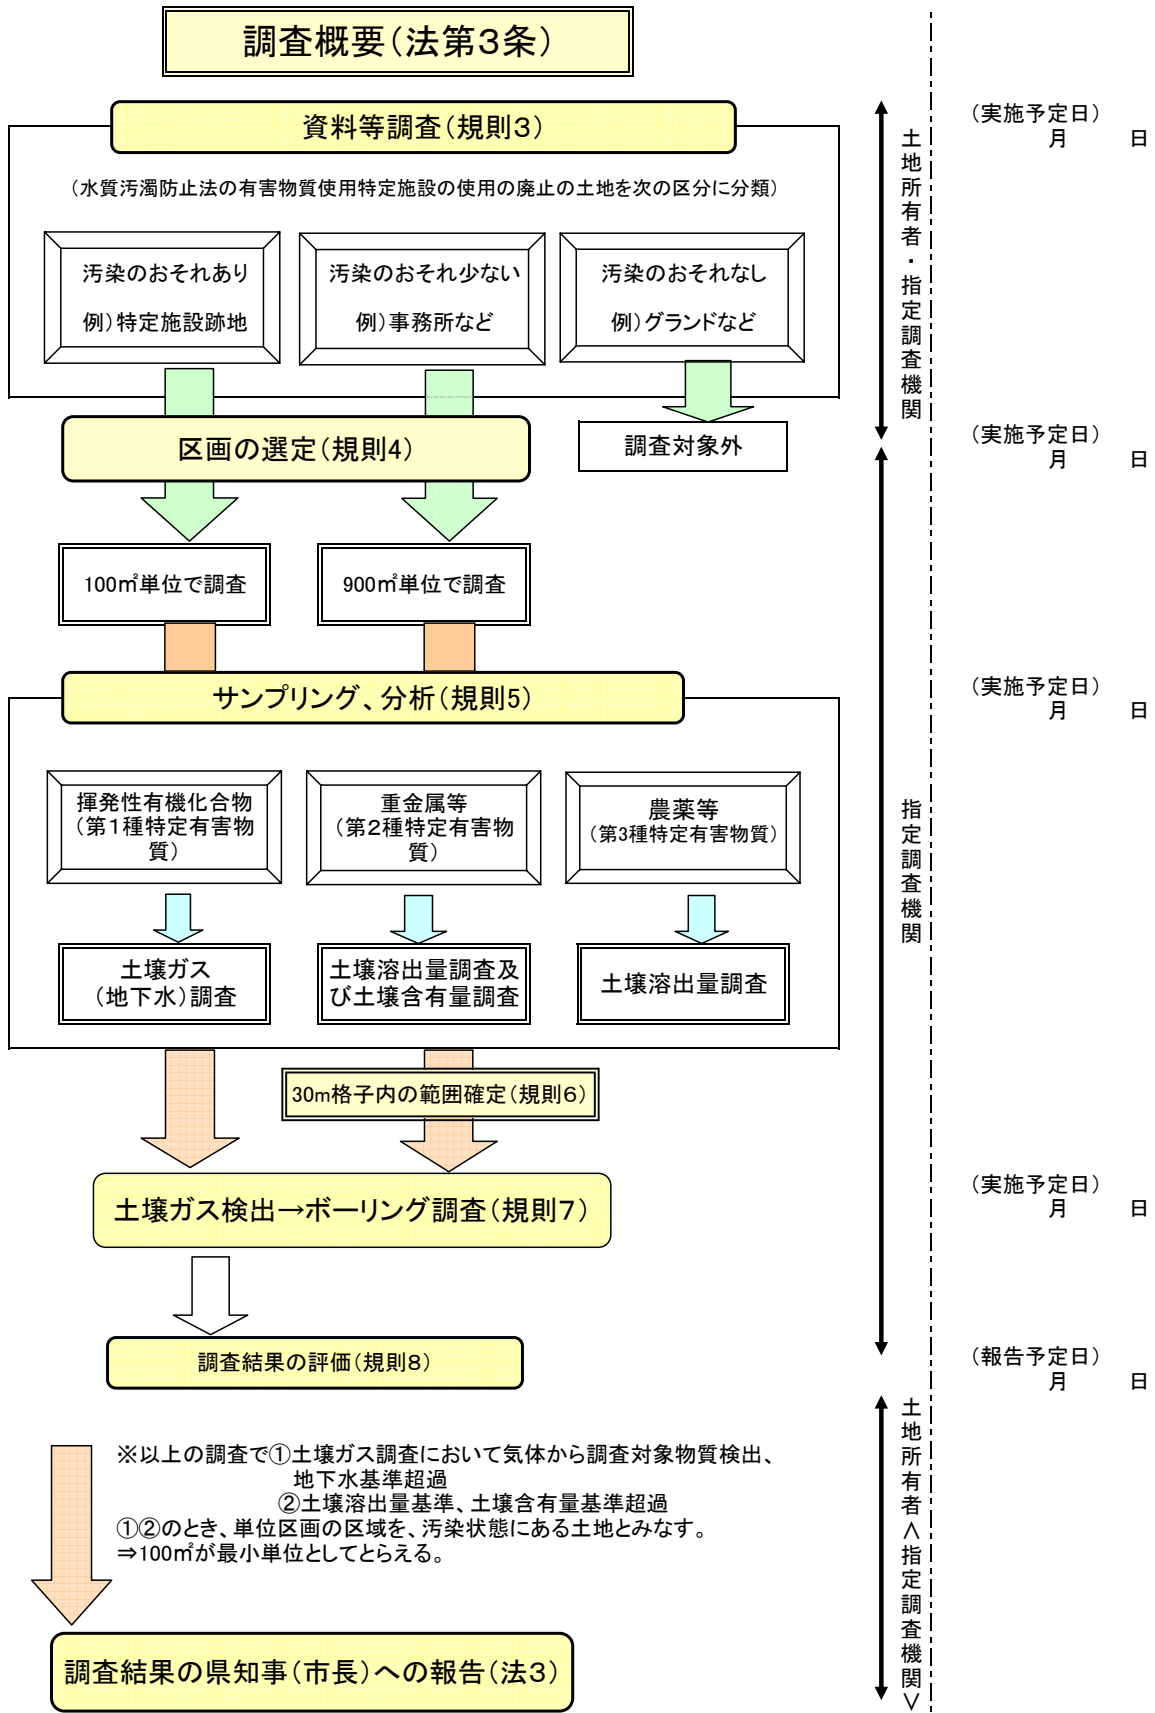 調査概要（法第３条）
資料等調査（規則３）
（水質汚濁防止法の有害物質使用特定施設の使用の廃止の土地を次の区分に分類）
汚染のおそれあり
例）特定施設跡地
汚染のおそれ少ない
例）事務所など
汚染のおそれなし
例）グランドなど
区画の選定（規則4）
調査対象外
100㎡単位で調査
900㎡単位で調査
サンプリング、分析（規則5）
揮発性有機化合物
（第１種特定有害物
質）
重金属等
（第２種特定有害物
質）
農薬等
（第3種特定有害物質）
土壌ガス
（地下水）調査
土壌溶出量調査及
び土壌含有量調査
土壌溶出量調査
30m格子内の範囲確定（規則６）
土壌ガス検出→ボーリング調査（規則７）
調査結果の評価（規則８）
※以上の調査で①土壌ガス調査において気体から調査対象物質検出、
地下水基準超過
②土壌溶出量基準、土壌含有量基準超過
①②のとき、単位区画の区域を、汚染状態にある土地とみなす。
⇒100㎡が最小単位としてとらえる。
調査結果の県知事（市長）への報告（法３）
土地所有者・指定調査機関
指定調査機関
土地所有者＜指定調査機関＞
（実施予定日）
月　日
（実施予定日）
月　日
（実施予定日）
月　日
（実施予定日）
月　日
（報告予定日）
月　日